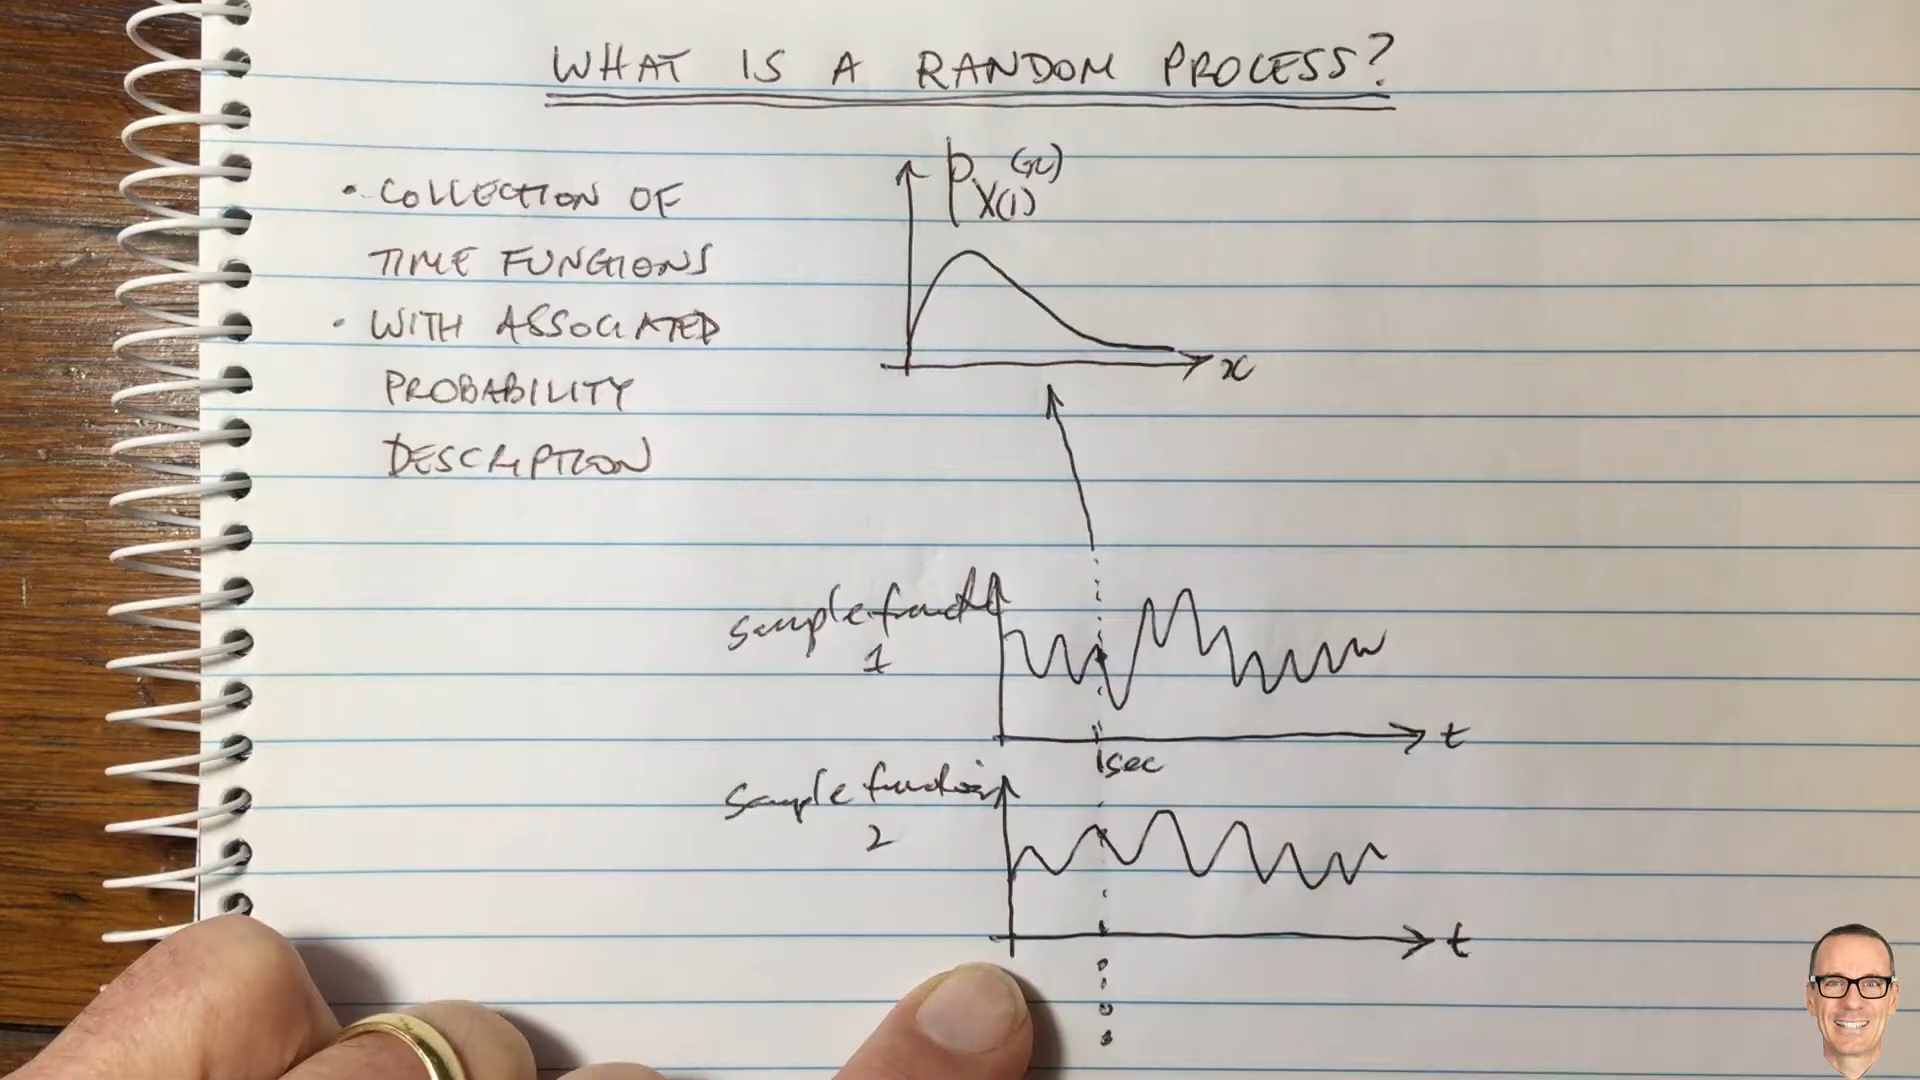 WHAT IS A RANDOM PROCESS?
• COLLECTION OF
TIME FUNCTIONS
• WITH ASSOCIATED
PROBABILITY
DESCRIPTION
p X(1) (x)
x
sample funct
1
t
1sec
sample function
2
t